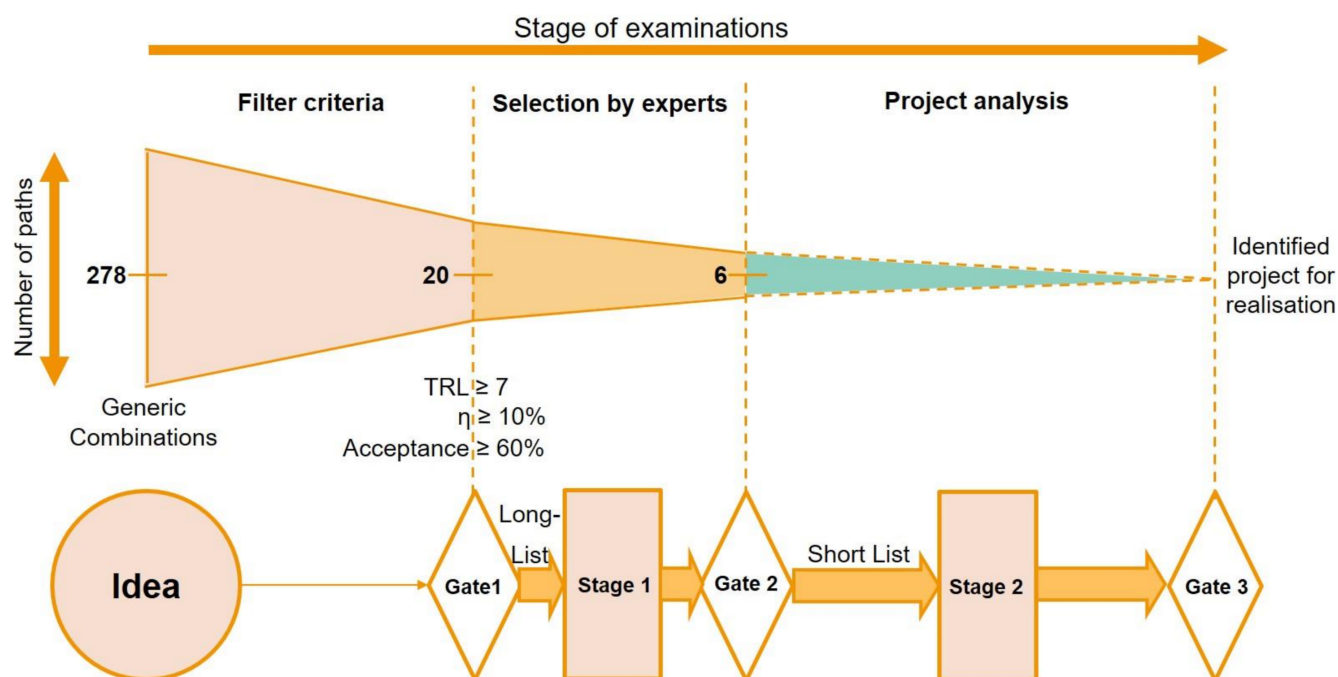 Stage of examinations
Filter criteria
Selection by experts
Project analysis
Number of paths
278
20
6
Identified
project for
realisation
Generic
Combinations
TRL ≥ 7
η ≥ 10%
Acceptance ≥ 60%
Idea
Gate1
Long-
List
Stage 1
Gate 2
Short List
Stage 2
Gate 3